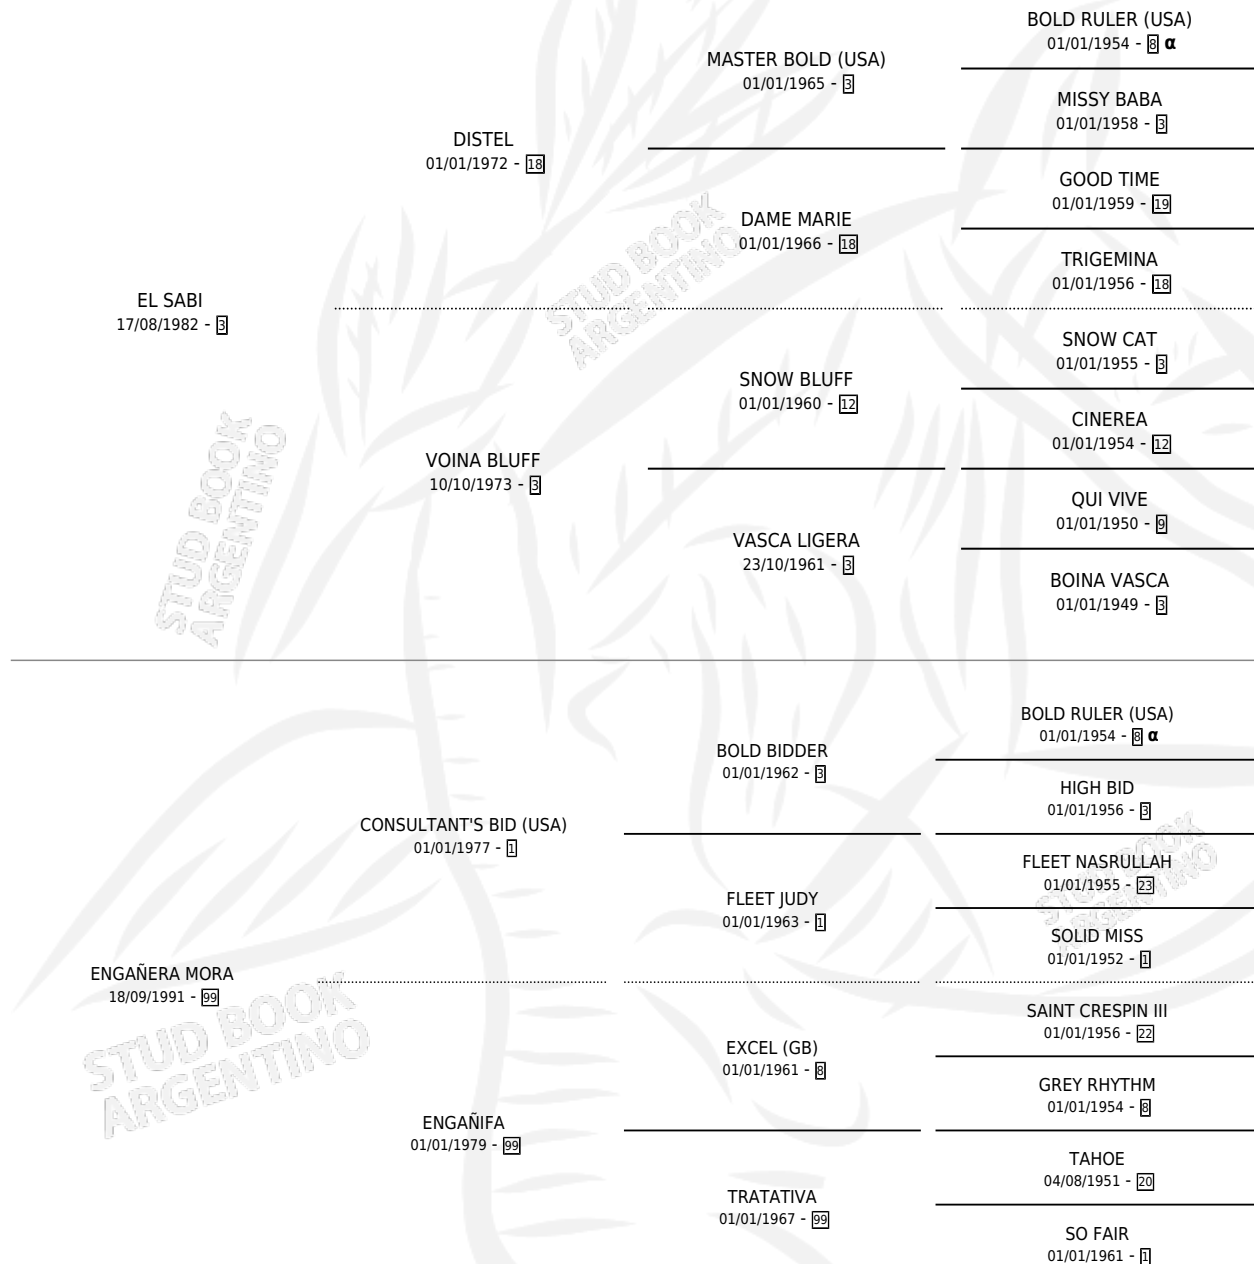 EL SABI
17/08/1982 - 3
DISTEL
01/01/1972 - 18
VOINA BLUFF
10/10/1973 - 3
MASTER BOLD (USA)
01/01/1965 - 3
DAME MARIE
01/01/1966 - 18
SNOW BLUFF
01/01/1960 - 12
VASCA LIGERA
23/10/1961 - 3
BOLD RULER (USA)
01/01/1954 - 8 α
MISSY BABA
01/01/1958 - 3
GOOD TIME
01/01/1959 - 19
TRIGEMINA
01/01/1956 - 18
SNOW CAT
01/01/1955 - 3
CINEREA
01/01/1954 - 12
QUI VIVE
01/01/1950 - 9
BOINA VASCA
01/01/1949 - 3
ENGAÑERA MORA
18/09/1991 - 99
CONSULTANT'S BID (USA)
01/01/1977 - 1
ENGAÑIFA
01/01/1979 - 99
BOLD BIDDER
01/01/1962 - 3
FLEET JUDY
01/01/1963 - 1
EXCEL (GB)
01/01/1961 - 8
TRATATIVA
01/01/1967 - 99
BOLD RULER (USA)
01/01/1954 - 8 α
HIGH BID
01/01/1956 - 3
FLEET NASRULLAH
01/01/1955 - 23
SOLID MISS
01/01/1952 - 1
SAINT CRESPIN III
01/01/1956 - 22
GREY RHYTHM
01/01/1954 - 8
TAHOE
04/08/1951 - 20
SO FAIR
01/01/1961 - 1
STUD BOOK
ARGENTINO
STUD BOOK
ARGENTINO
STUD BOOK
ARGENTINO
STUD BOOK
ARGENTINO